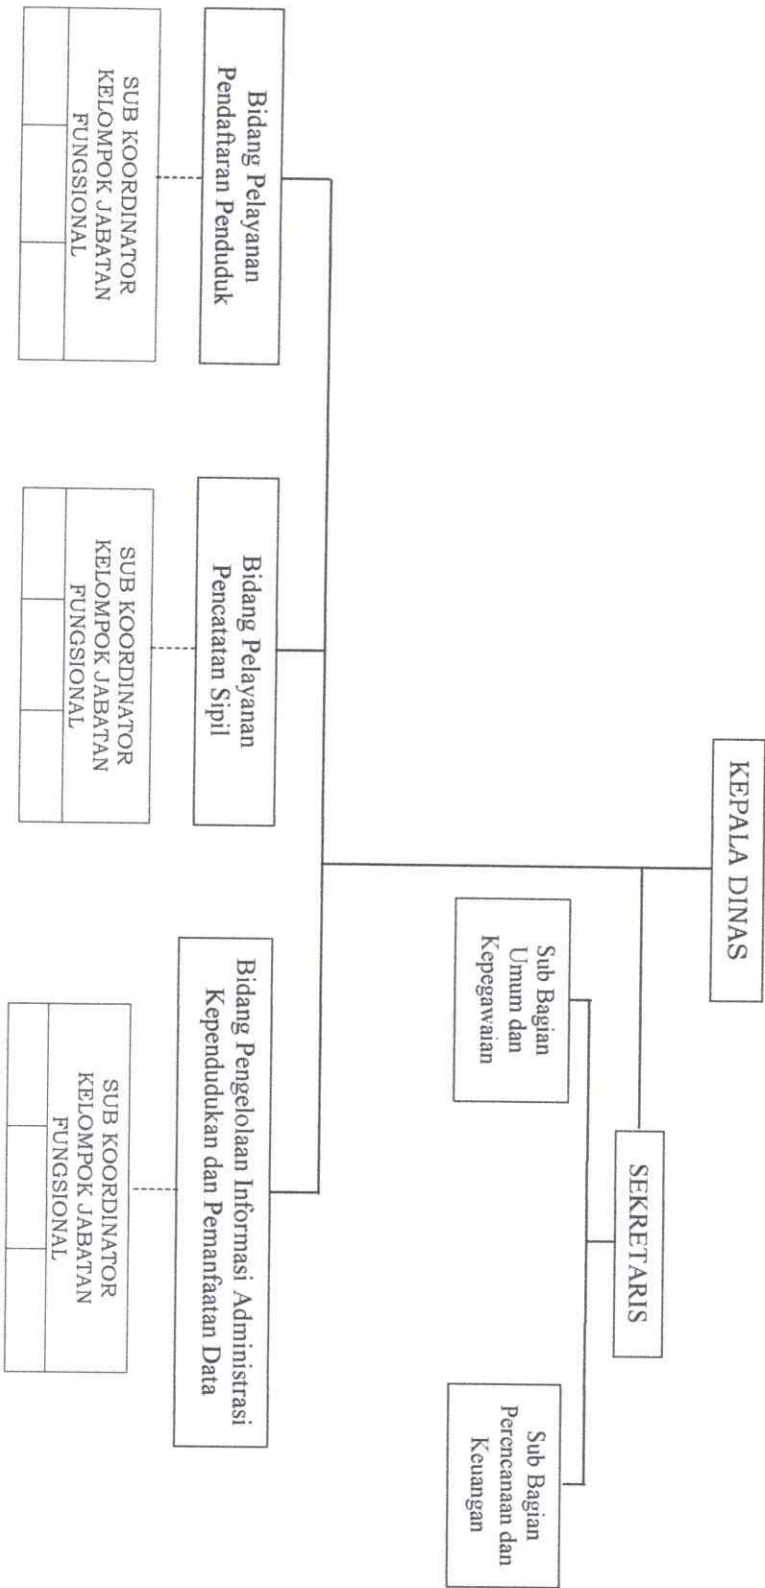 KEPALA DINAS
SEKRETARIS
Sub Bagian
Umum dan
Kepegawaian
Sub Bagian
Perencanaan dan
Keuangan
Bidang Pelayanan
Pendaftaran Penduduk
Bidang Pelayanan
Pencatatan Sipil
Bidang Pengelolaan Informasi Administrasi
Kependudukan dan Pemanfaatan Data
SUB KOORDINATOR
KELOMPOK JABATAN
FUNGSIONAL
SUB KOORDINATOR
KELOMPOK JABATAN
FUNGSIONAL
SUB KOORDINATOR
KELOMPOK JABATAN
FUNGSIONAL